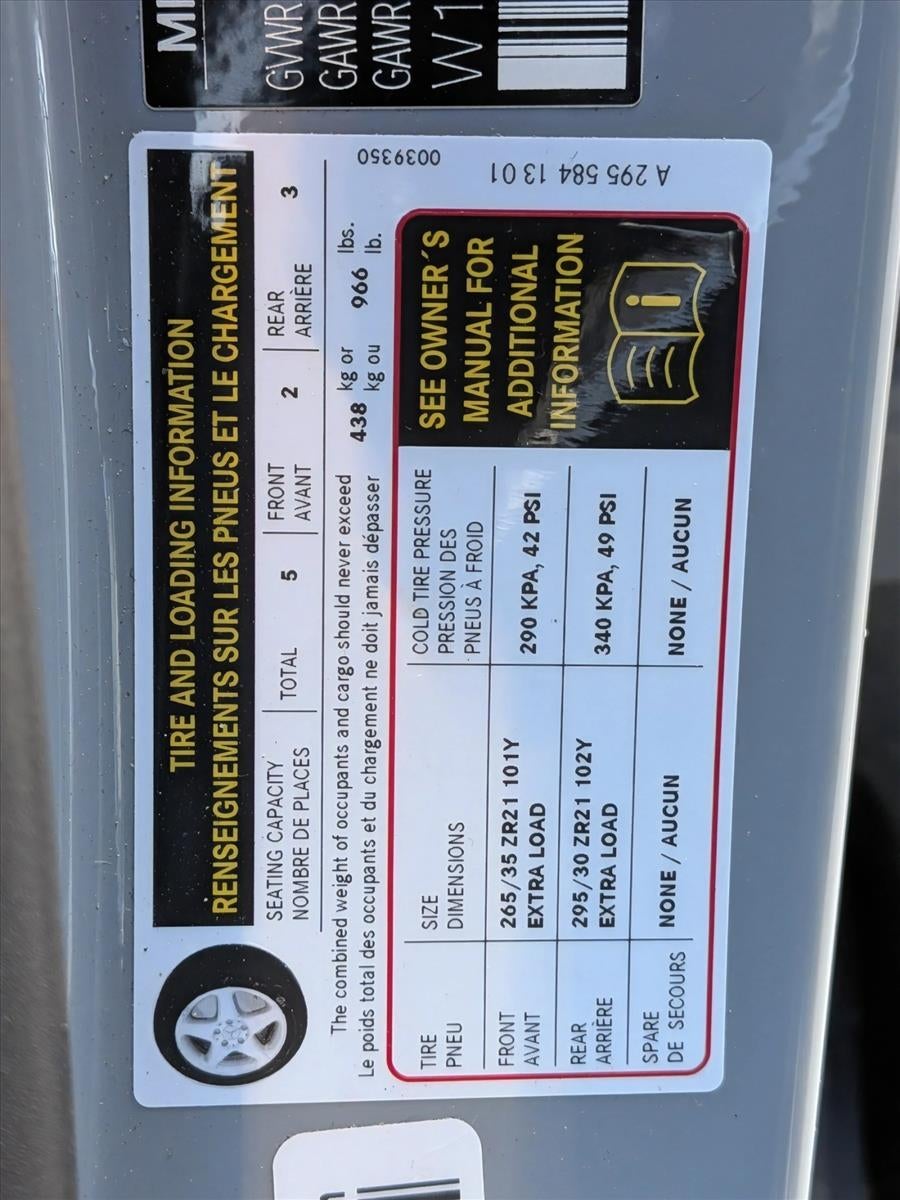 TIRE AND LOADING INFORMATION
RENSEIGNEMENTS SUR LES PNEUS ET LE CHARGEMENT
SEATING CAPACITY | TOTAL 5 | FRONT 2 | REAR 3
NOMBRE DE PLACES AVANT ARRIÈRE
The combined weight of occupants and cargo should never exceed 438 kg or 966 lbs.
Le poids total des occupants et du chargement ne doit jamais dépasser kg ou lb.
TIRE SIZE COLD TIRE PRESSURE
PNEU DIMENSIONS PRESSION DES
PNEUS À FROID
FRONT 265/35 ZR21 101Y 290 KPA, 42 PSI
AVANT EXTRA LOAD
REAR 295/30 ZR21 102Y 340 KPA, 49 PSI
ARRIÈRE EXTRA LOAD
SPARE NONE / AUCUN NONE / AUCUN
DE SECOURS
SEE OWNER´S
MANUAL FOR
ADDITIONAL
INFORMATION
0039350
A 295 584 13 01
GVWR
GAWR
GAWR
W1